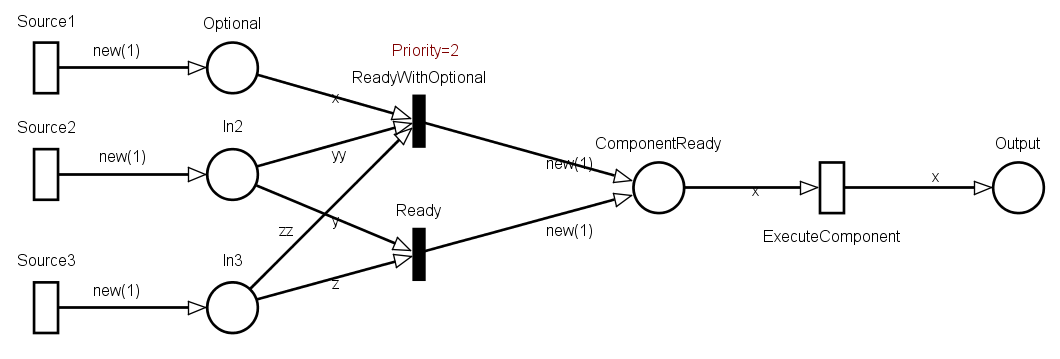 Source1
Optional
new(1)
Priority=2
ReadyWithOptional
x
Source2
In2
new(1)
yy
ComponentReady
Output
new(1)
x
x
Ready
y
zz
new(1)
ExecuteComponent
Source3
In3
new(1)
z